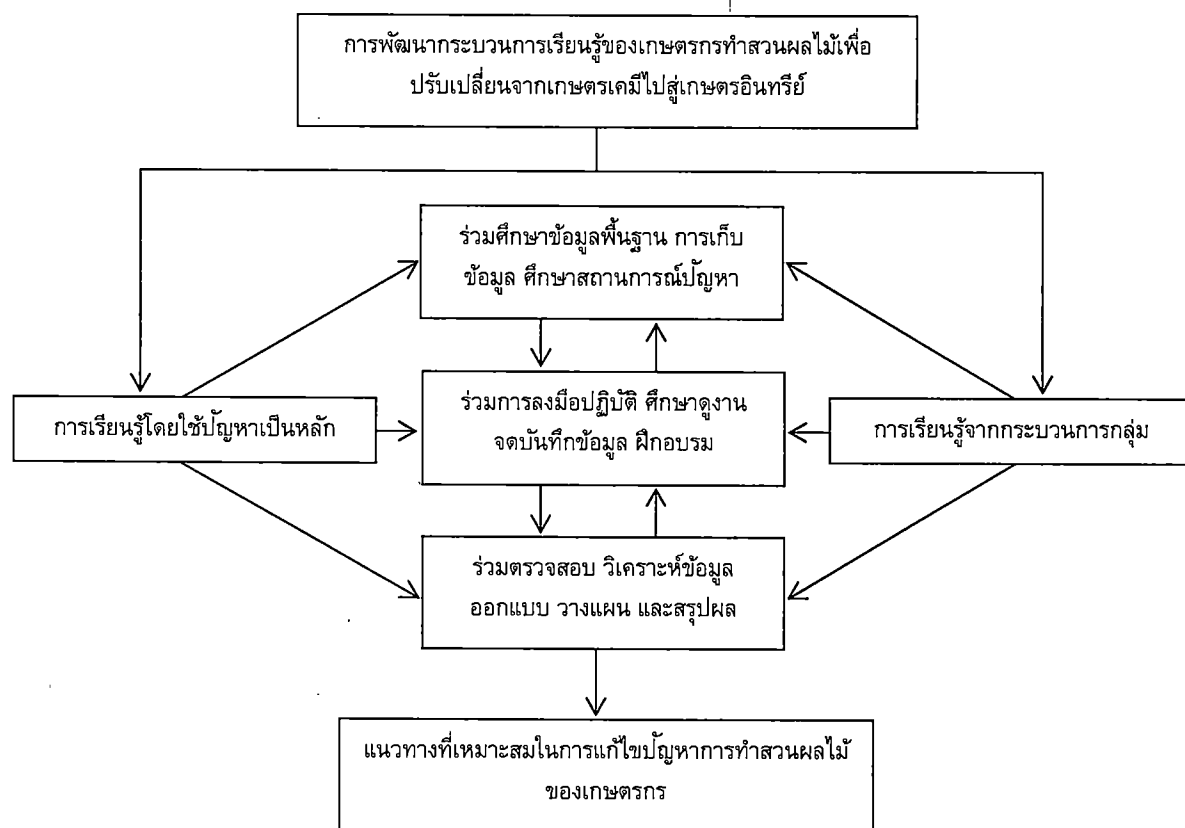 การพัฒนากระบวนการเรียนรู้ของเกษตรกรทำสวนผลไม้เพื่อ
ปรับเปลี่ยนจากเกษตรเคมีไปสู่เกษตรอินทรีย์
ร่วมศึกษาข้อมูลพื้นฐาน การเก็บ
ข้อมูล ศึกษาสถานการณ์ปัญหา
การเรียนรู้โดยใช้ปัญหาเป็นหลัก
ร่วมการลงมือปฏิบัติ ศึกษาดูงาน
จดบันทึกข้อมูล ฝึกอบรม
การเรียนรู้จากกระบวนการกลุ่ม
ร่วมตรวจสอบ วิเคราะห์ข้อมูล
ออกแบบ วางแผน และสรุปผล
แนวทางที่เหมาะสมในการแก้ไขปัญหาการทำสวนผลไม้
ของเกษตรกร